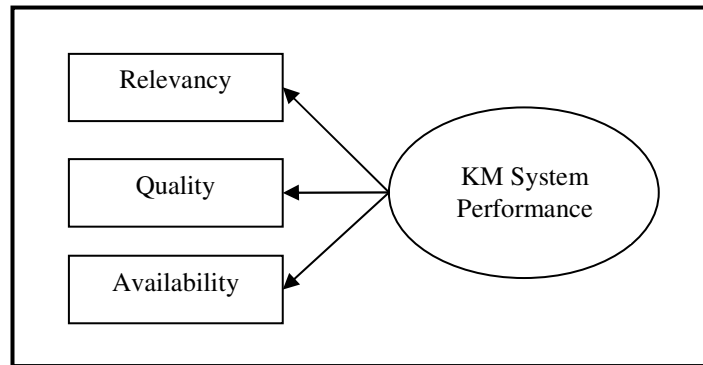 Relevancy
Quality
Availability
KM System
Performance